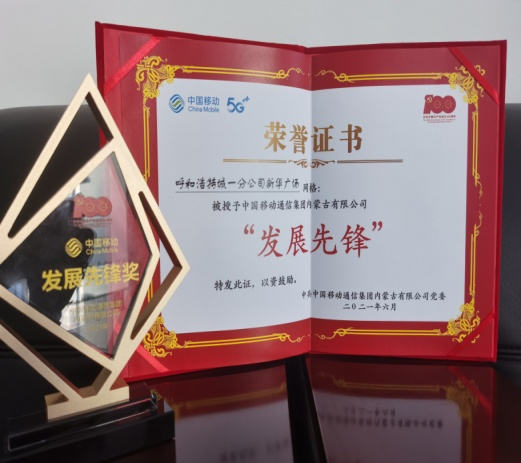 中国移动
China Mobile
5G+
100
荣誉证书
呼和浩特城一分公司新华广场网格：
被授予中国移动通信集团内蒙古有限公司
“发展先锋”
特发此证，以资鼓励。
中共中国移动通信集团内蒙古有限公司党委
二〇二一年六月
100
中国移动
China Mobile
发展先锋奖